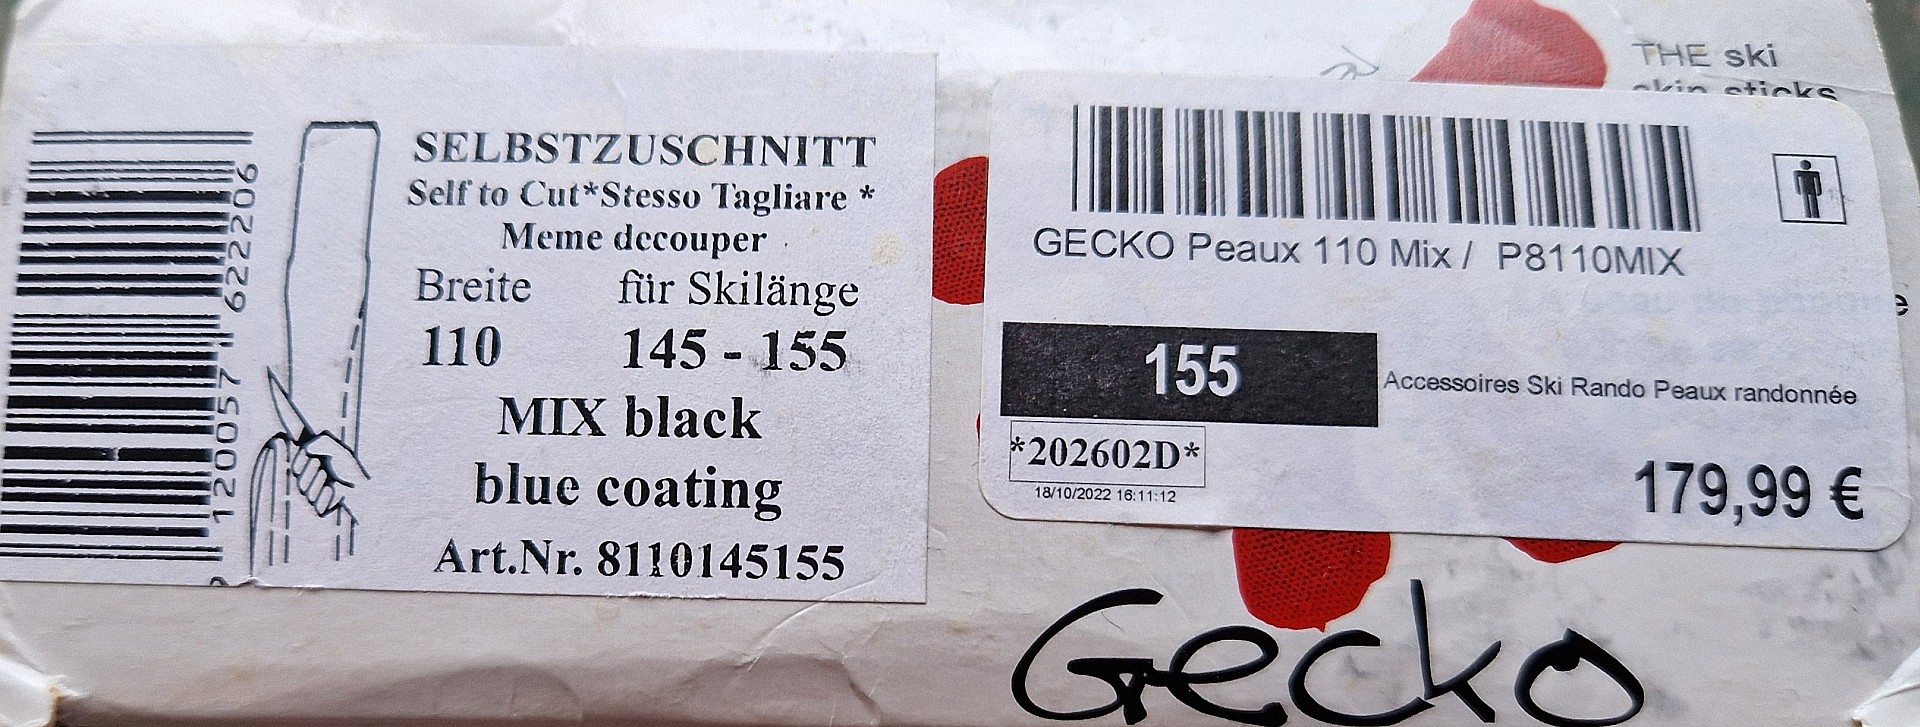 SELBSTZUSCHNITT
Self to Cut*Stesso Tagliare *
Meme decouper
Breite für Skilänge
110 145 - 155
MIX black
blue coating
Art.Nr. 8110145155
120057 622206
THE ski
skin sticks
GECKO Peaux 110 Mix / P8110MIX
155
Accessoires Ski Rando Peaux randonnée
*202602D*
18/10/2022 16:11:12
179,99 €
Gecko